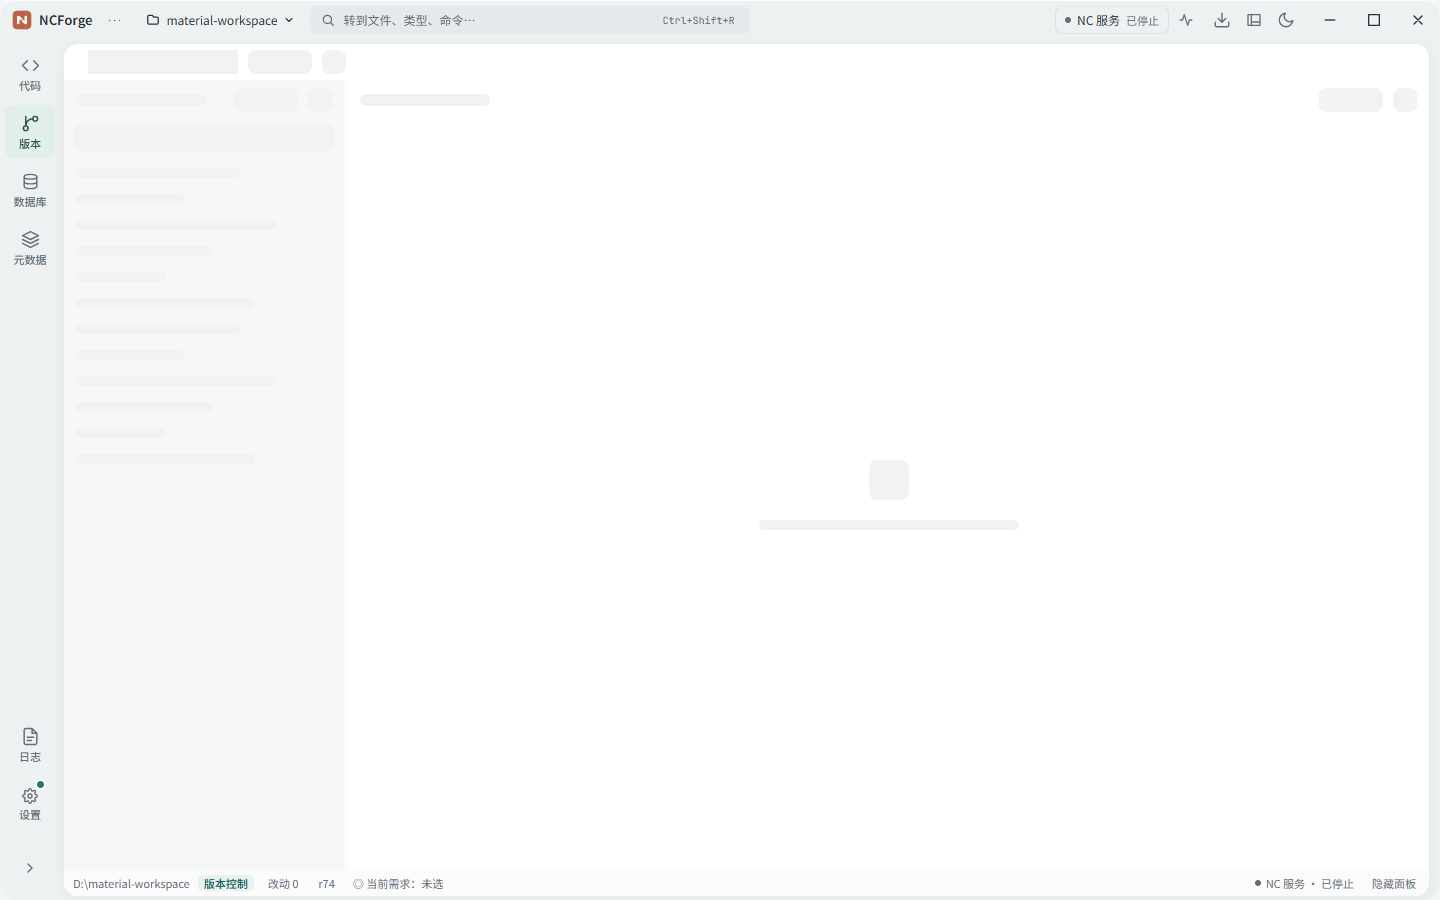 NCForge ··· material-workspace 转到文件、类型、命令··· Ctrl+Shift+R NC 服务 已停止
代码
版本
数据库
元数据
日志
设置
D:\material-workspace 版本控制 改动 0 r74 ◎ 当前需求：未选 NC 服务 · 已停止 隐藏面板